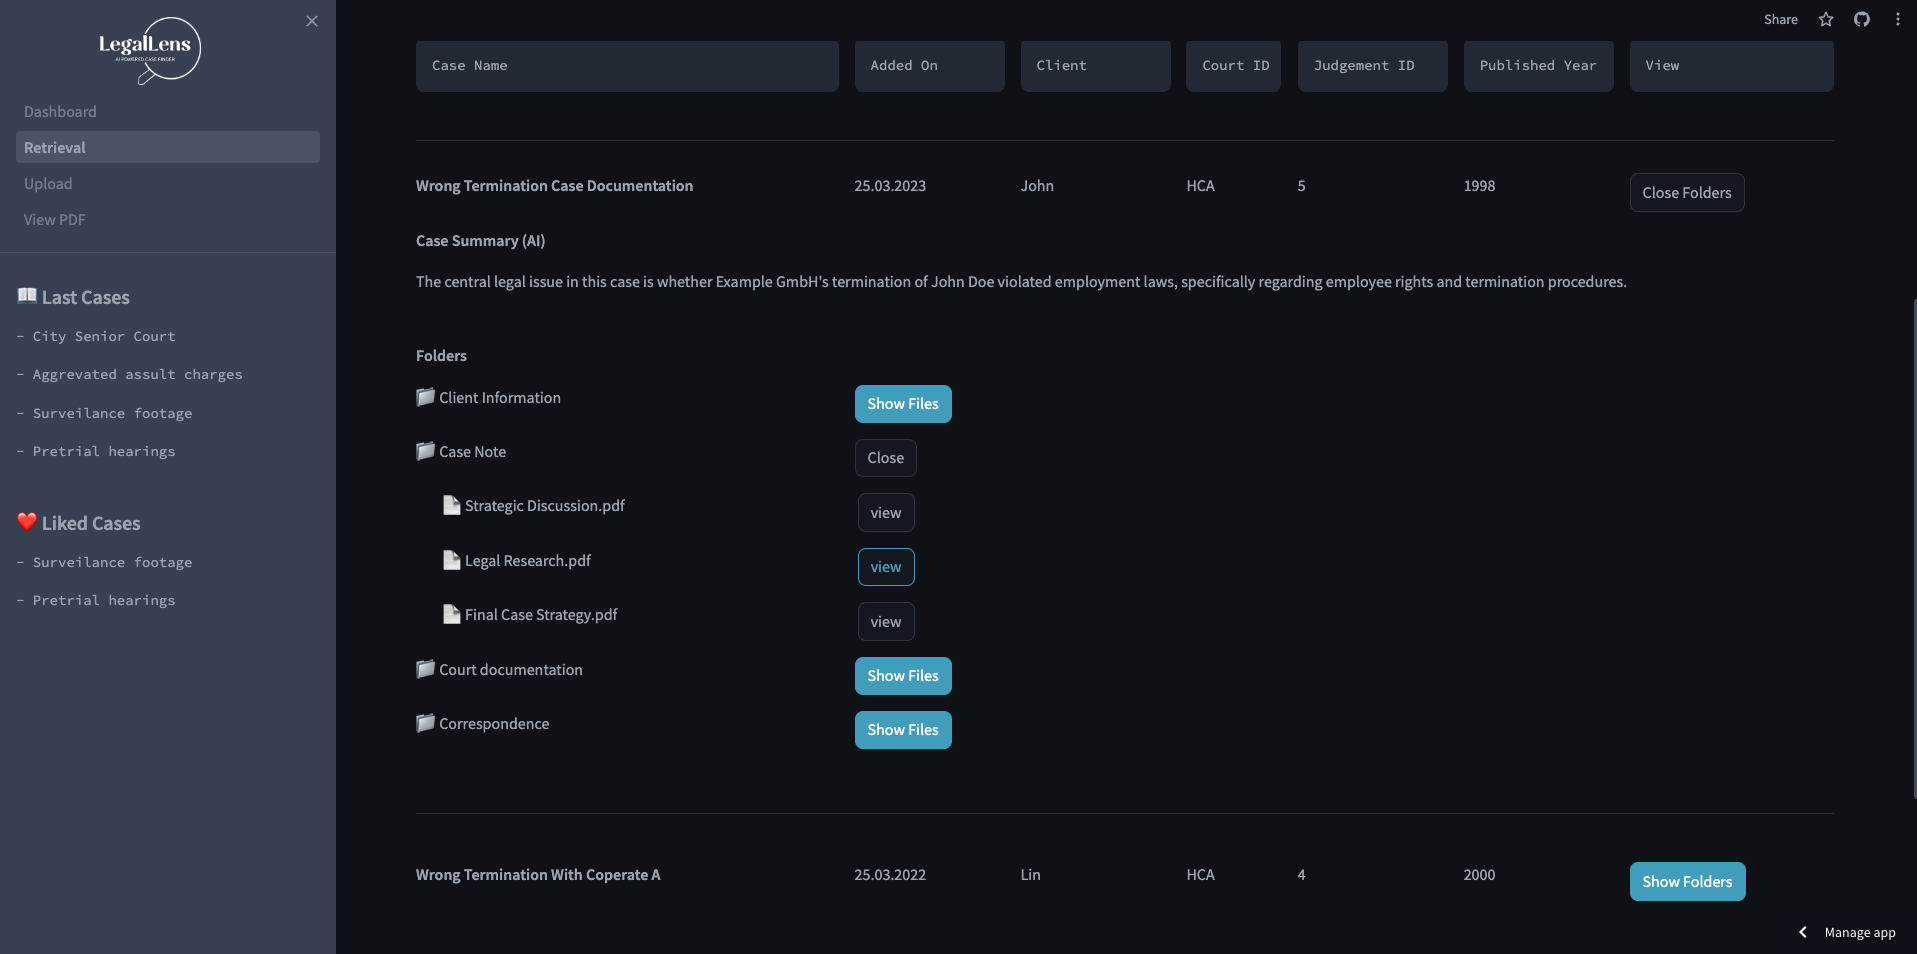 LegalLens
AI POWERED CASE FINDER
Dashboard
Retrieval
Upload
View PDF
Last Cases
- City Senior Court
- Aggrevated assult charges
- Surveilance footage
- Pretrial hearings
Liked Cases
- Surveilance footage
- Pretrial hearings
Share
Case Name Added On Client Court ID Judgement ID Published Year View
Wrong Termination Case Documentation 25.03.2023 John HCA 5 1998 Close Folders
Case Summary (AI)
The central legal issue in this case is whether Example GmbH's termination of John Doe violated employment laws, specifically regarding employee rights and termination procedures.
Folders
Client Information Show Files
Case Note Close
Strategic Discussion.pdf view
Legal Research.pdf view
Final Case Strategy.pdf view
Court documentation Show Files
Correspondence Show Files
Wrong Termination With Coperate A 25.03.2022 Lin HCA 4 2000 Show Folders
Manage app